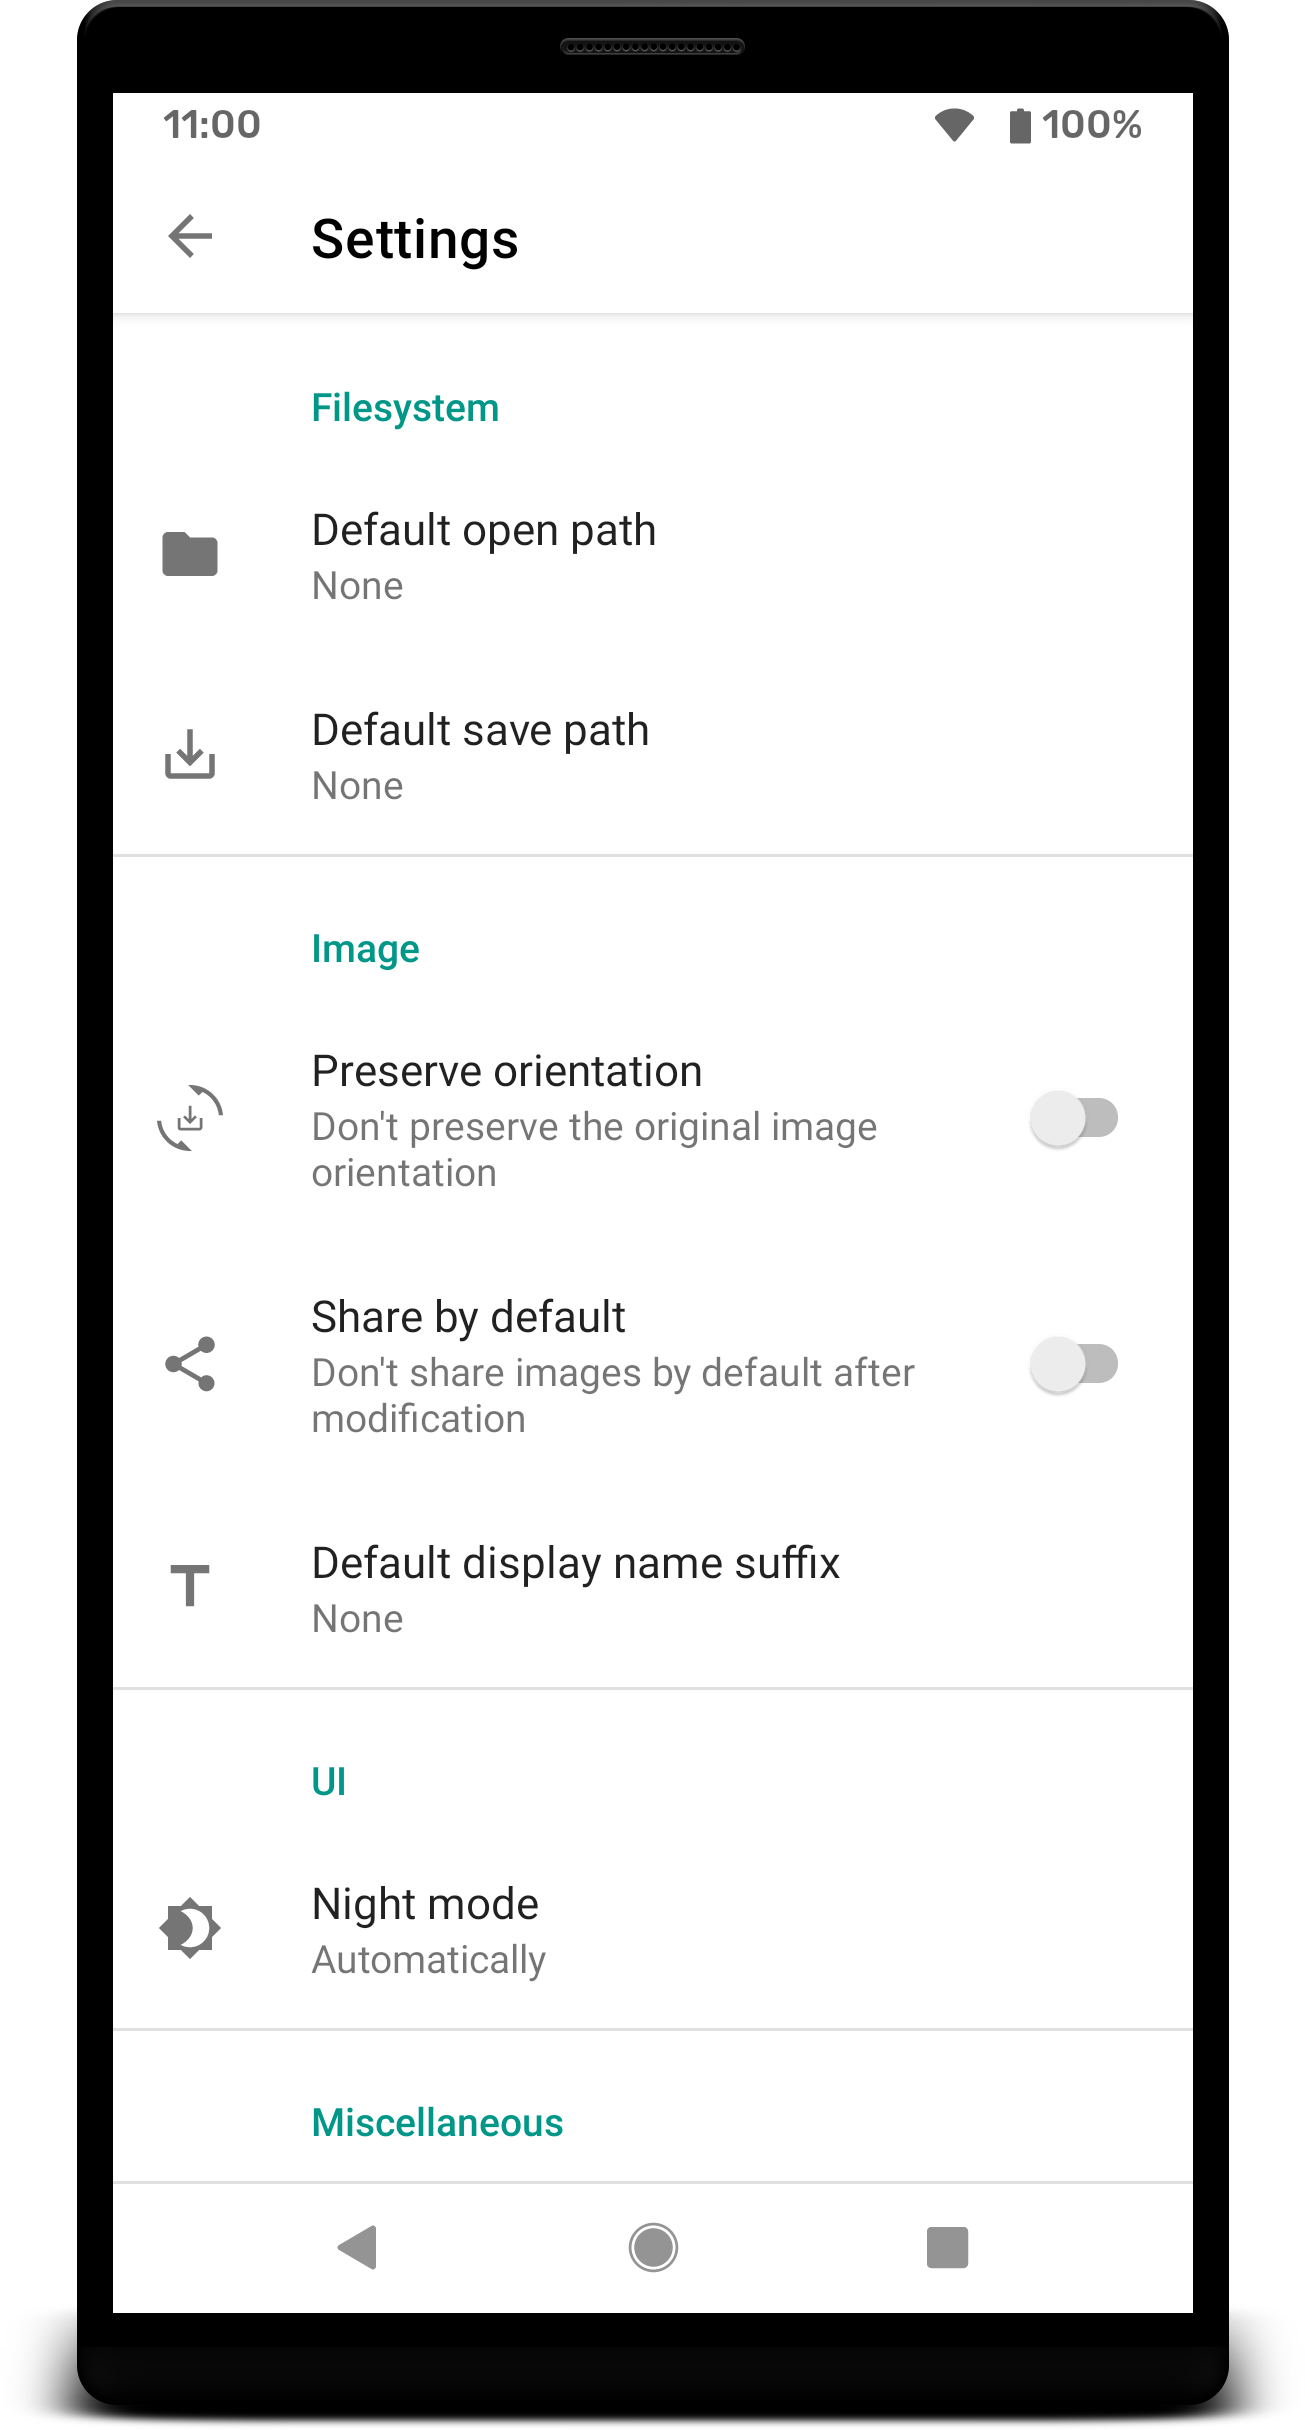 11:00 100%
Settings
Filesystem
Default open path
None
Default save path
None
Image
Preserve orientation
Don't preserve the original image
orientation
Share by default
Don't share images by default after
modification
Default display name suffix
None
UI
Night mode
Automatically
Miscellaneous